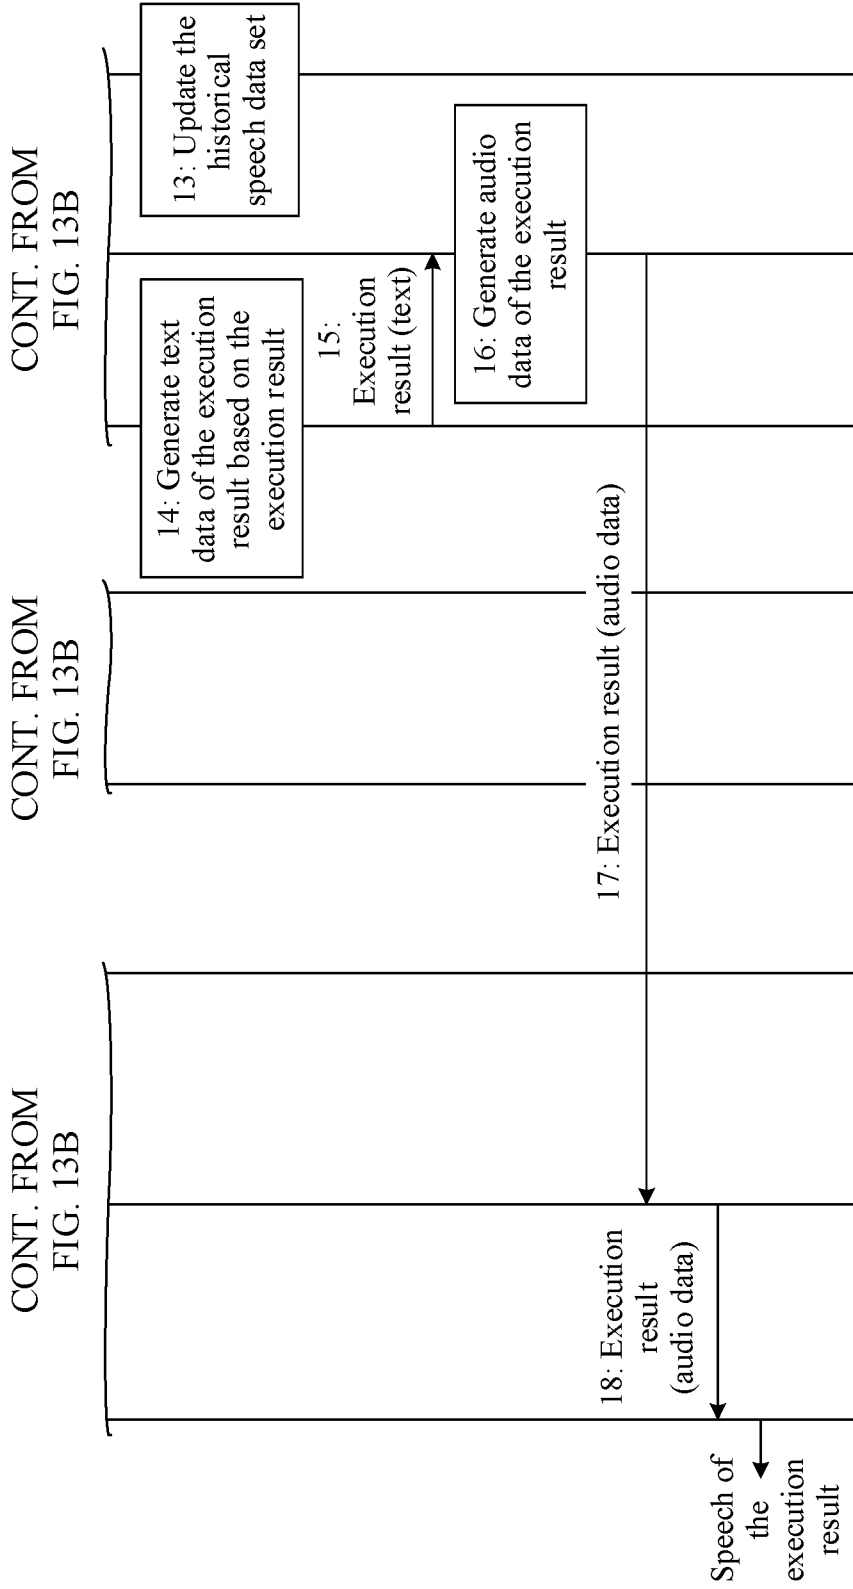 CONT. FROM
FIG. 13B
CONT. FROM
FIG. 13B
CONT. FROM
FIG. 13B
13: Update the
historical
speech data set
14: Generate text
data of the execution
result based on the
execution result
15:
Execution
result (text)
16: Generate audio
data of the execution
result
17: Execution result (audio data)
18: Execution
result
(audio data)
Speech of
the
execution
result